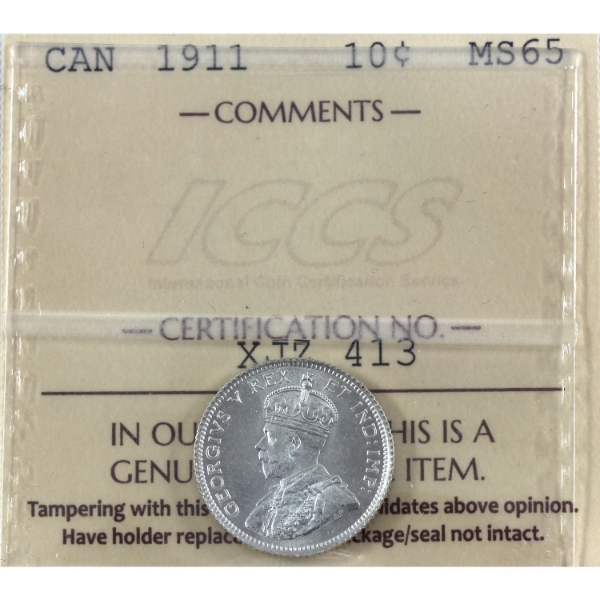 CAN 1911 10¢ MS65
— COMMENTS —
ICCS
International Coin Certification Service
— CERTIFICATION NO. —
XJZ 413
IN OU HIS IS A
GENU ITEM.
Tampering with this idates above opinion.
Have holder replac ckage/seal not intact.
GEORGIVS V REX ET IND: IMP: